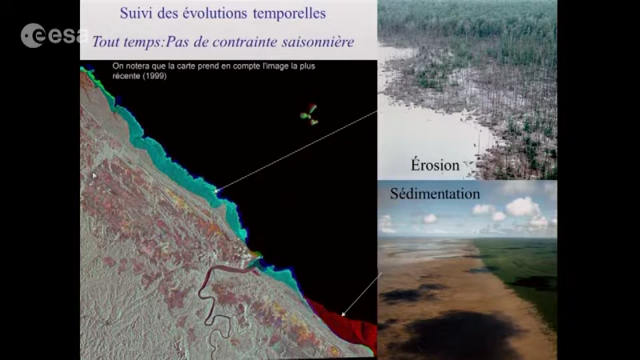 esa
Suivi des évolutions temporelles
Tout temps:Pas de contrainte saisonnière
On notera que la carte prend en compte l'image la plus
récente (1999)
Érosion
Sédimentation